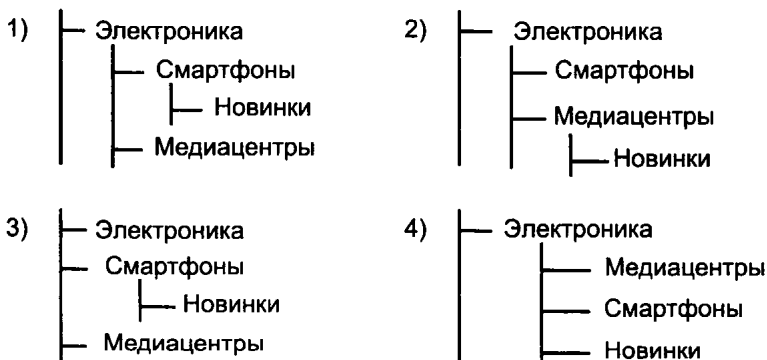 1) Электроника
Смартфоны
Новинки
Медиацентры
2) Электроника
Смартфоны
Медиацентры
Новинки
3) Электроника
Смартфоны
Новинки
Медиацентры
4) Электроника
Медиацентры
Смартфоны
Новинки